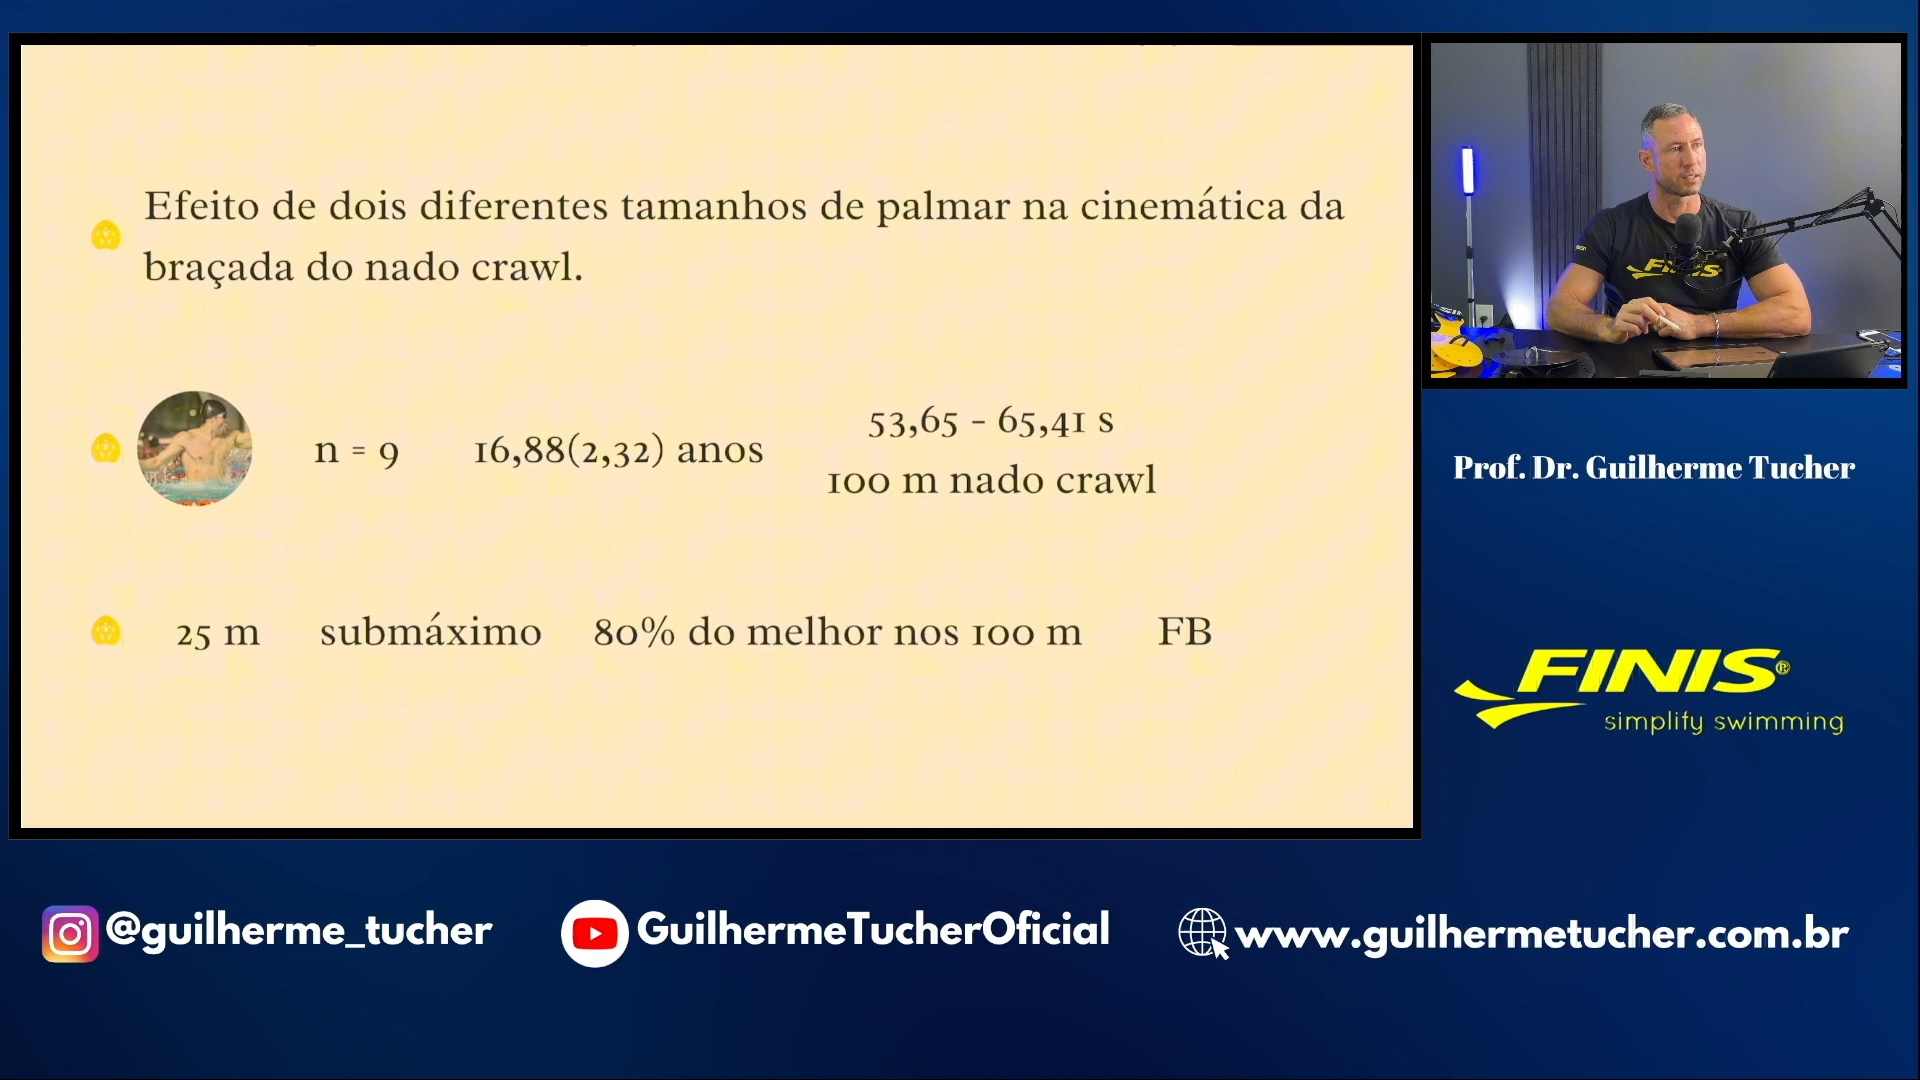 Efeito de dois diferentes tamanhos de palmar na cinemática da
braçada do nado crawl.
n = 9
16,88(2,32) anos
53,65 - 65,41 s
100 m nado crawl
25 m
submáximo
80% do melhor nos 100 m
FB
FINIS
Prof. Dr. Guilherme Tucher
FINIS®
simplify swimming
@guilherme_tucher
GuilhermeTucherOficial
www.guilhermetucher.com.br